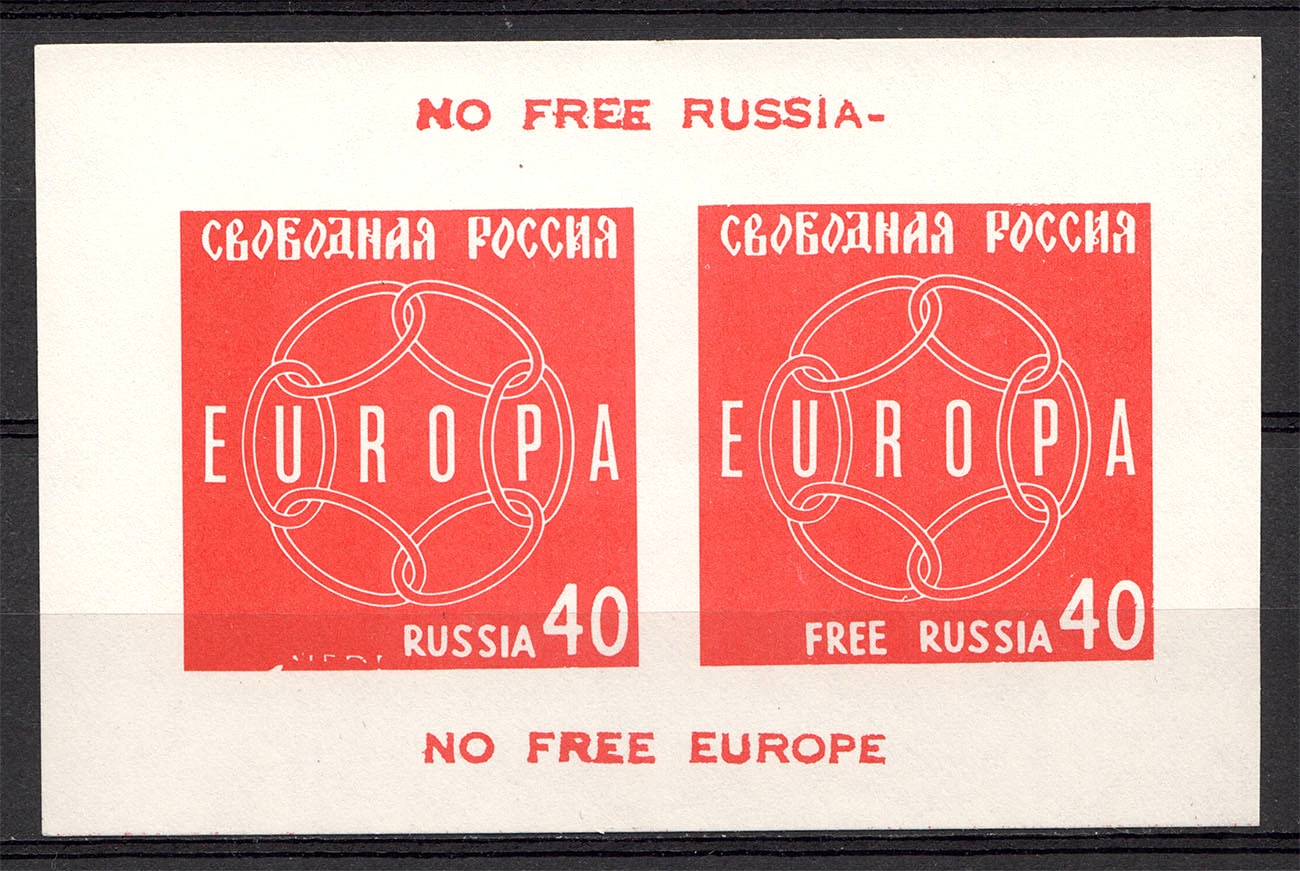 NO FREE RUSSIA-
СВОБОДНАЯ РОССИЯ
EUROPA
RUSSIA 40
СВОБОДНАЯ РОССИЯ
EUROPA
FREE RUSSIA 40
NO FREE EUROPE